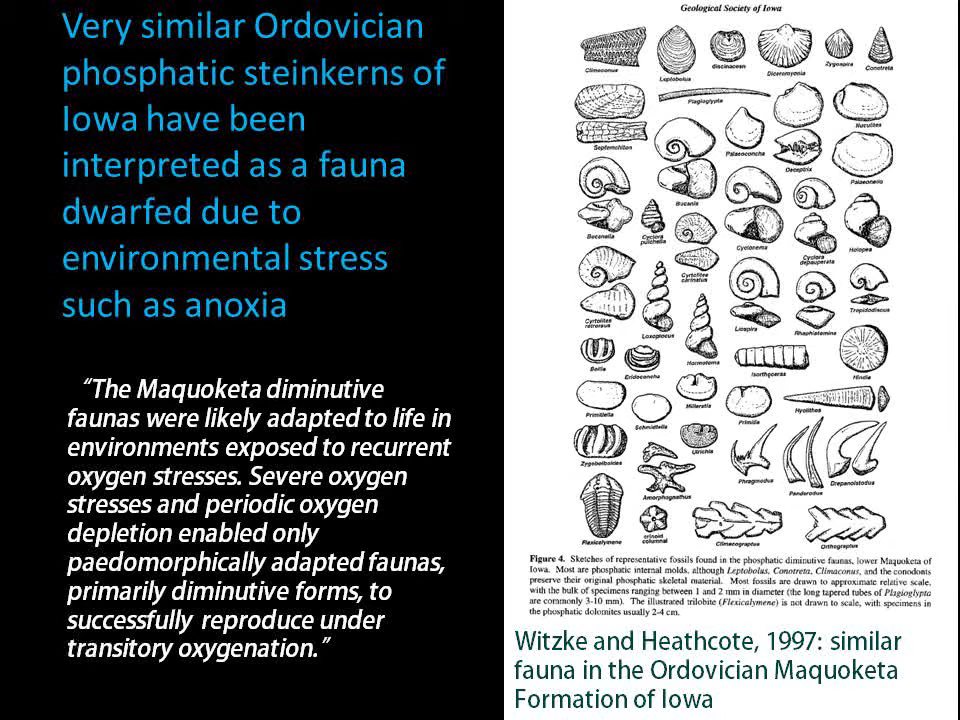 Very similar Ordovician
phosphatic steinkerns of
Iowa have been
interpreted as a fauna
dwarfed due to
environmental stress
such as anoxia
“The Maquoketa diminutive
faunas were likely adapted to life in
environments exposed to recurrent
oxygen stresses. Severe oxygen
stresses and periodic oxygen
depletion enabled only
paedomorphically adapted faunas,
primarily diminutive forms, to
successfully reproduce under
transitory oxygenation.”
Geological Society of Iowa
Climaconus
Leptobolus
discinacean
Diceromyonia
Zygospira
Conotreta
Plagioglypta
Septemchiton
Palaeoconcha
Deceptrix
Nuculites
Palaeoneilo
Bucania
Bucanella
Cyclora
pulchella
Cyrtolites
carinatus
Cyclonema
Cyclora
depauperata
Holopea
Cyrtolites
retrorsus
Loxoplocus
Hormotoma
Liospira
Rhaphistomina
Tropidodiscus
Bollia
Eridoconcha
Isorthoceras
Hindia
Primitiella
Schmidtella
Milleratia
Primitia
Hyolithes
Zygobolboides
Ulrichia
Amorphognathus
Phragmodus
Panderodus
Drepanoistodus
Flexicalymene
crinoid
columnal
Climacograptus
Orthograptus
Figure 4. Sketches of representative fossils found in the phosphatic diminutive faunas, lower Maquoketa of
Iowa. Most are phosphatic internal molds, although Leptobolus, Conotreta, Climaconus, and the conodonts
preserve their original phosphatic skeletal material. Most fossils are drawn to approximate relative scale,
with the bulk of specimens ranging between 1 and 2 mm in diameter (the long tapered tubes of Plagioglypta
are commonly 3-10 mm). The illustrated trilobite (Flexicalymene) is not drawn to scale, with specimens in
the phosphatic dolomites usually 2-4 cm.
Witzke and Heathcote, 1997: similar
fauna in the Ordovician Maquoketa
Formation of Iowa